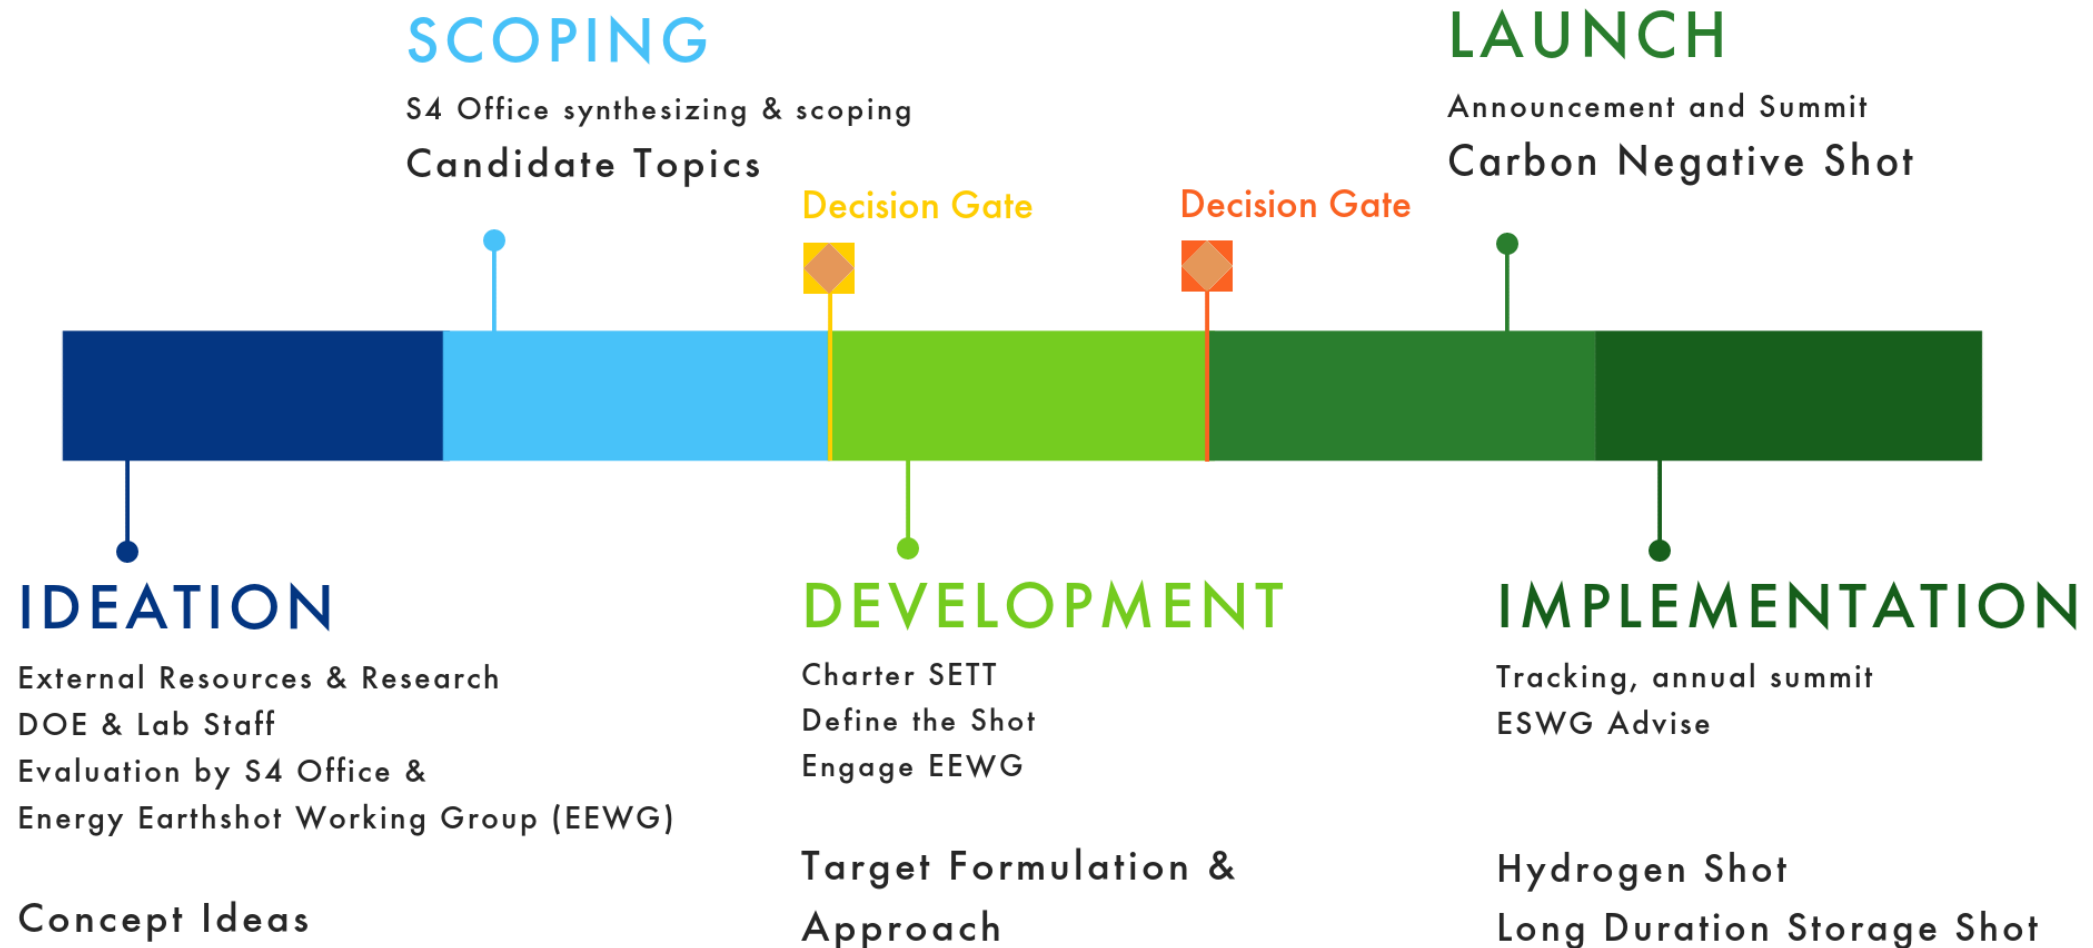 SCOPING
S4 Office synthesizing & scoping
Candidate Topics
LAUNCH
Announcement and Summit
Carbon Negative Shot
Decision Gate
Decision Gate
IDEATION
External Resources & Research
DOE & Lab Staff
Evaluation by S4 Office &
Energy Earthshot Working Group (EEWG)
Concept Ideas
DEVELOPMENT
Charter SETT
Define the Shot
Engage EEWG
Target Formulation &
Approach
IMPLEMENTATION
Tracking, annual summit
ESWG Advise
Hydrogen Shot
Long Duration Storage Shot